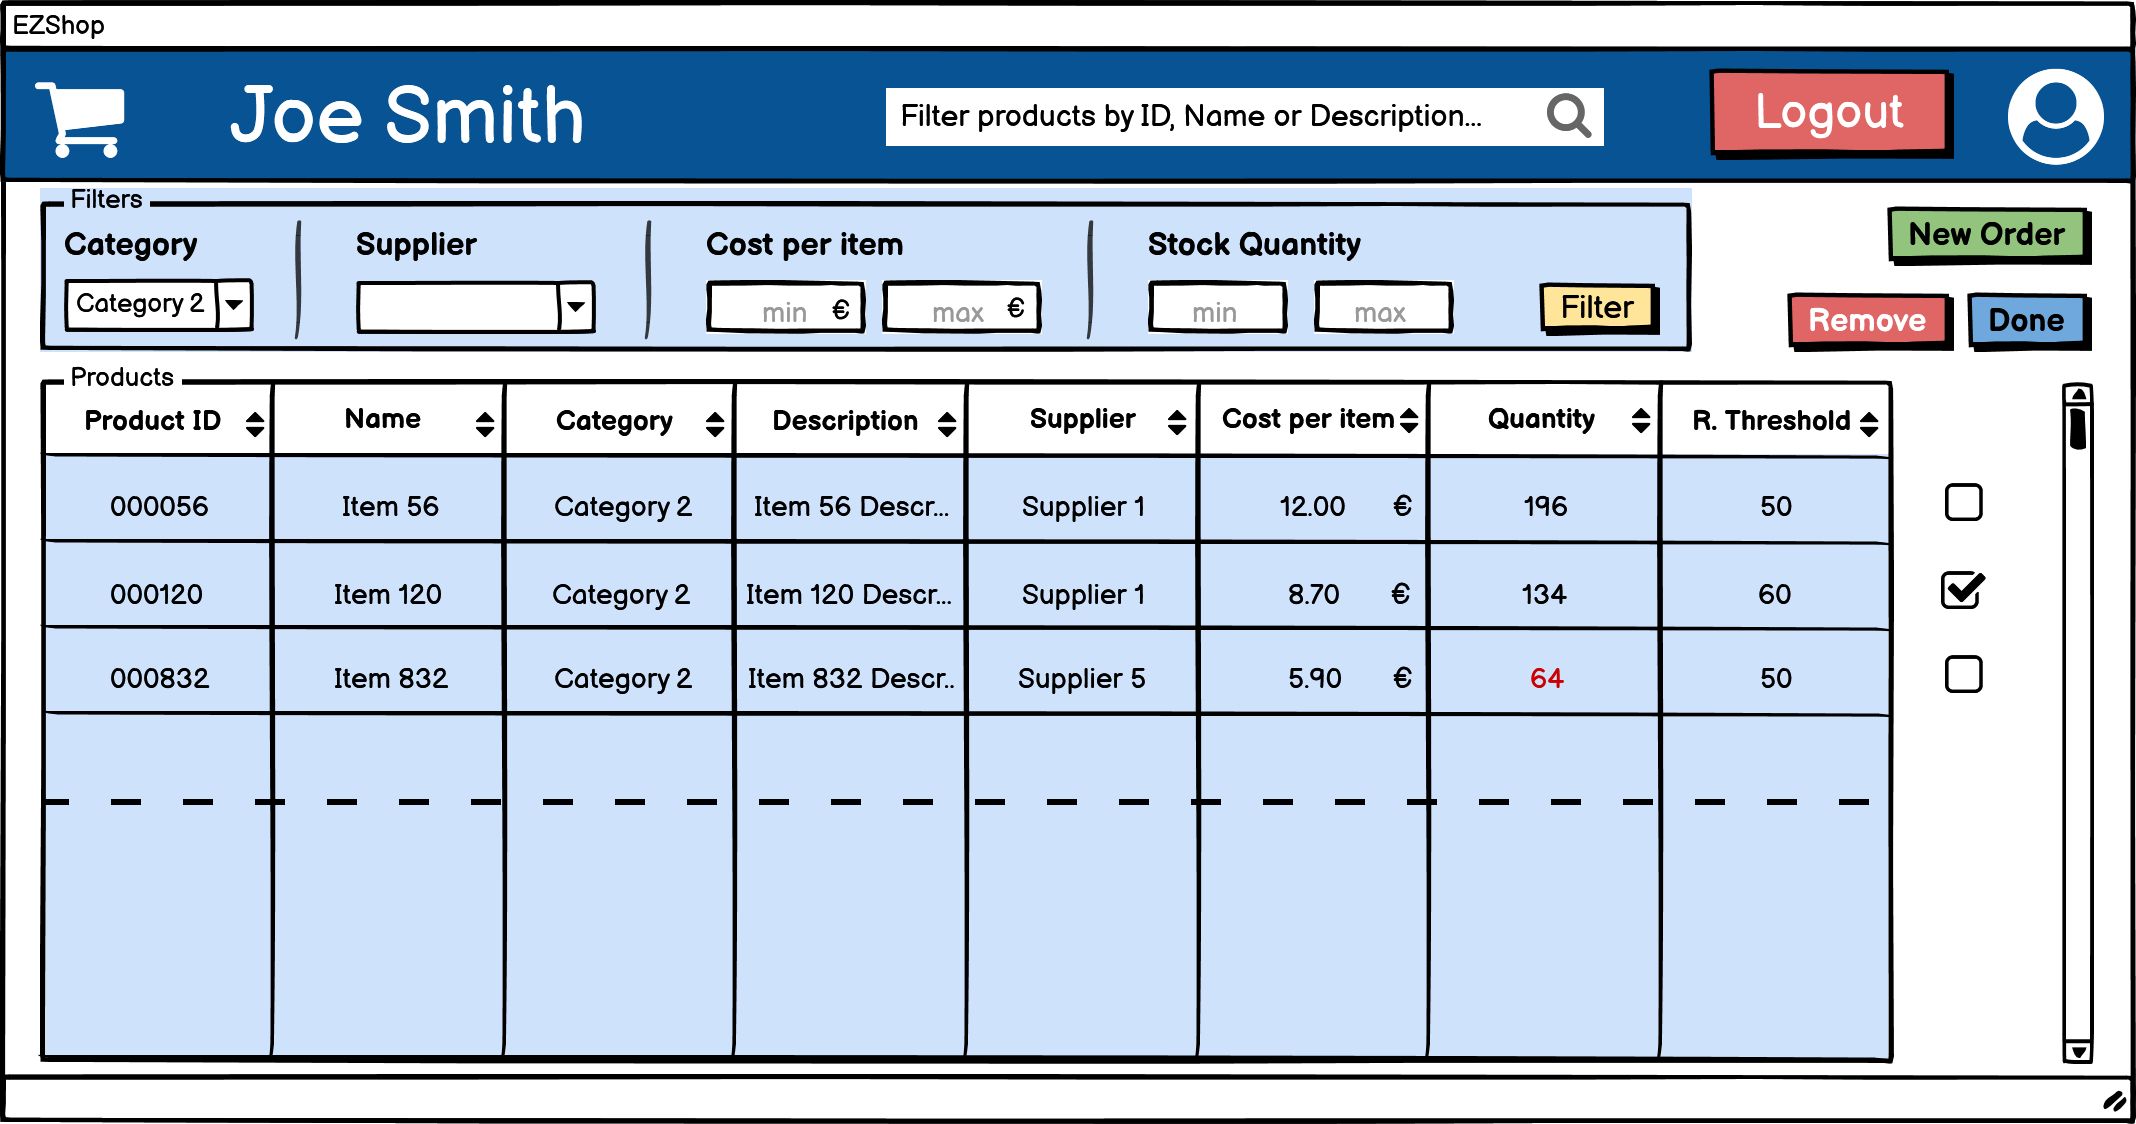 EZShop
Joe Smith
Filter products by ID, Name or Description...
Logout
Filters
Category Supplier Cost per item Stock Quantity
New Order
Category 2 min € max € min max Filter
Remove Done
Products
Product ID Name Category Description Supplier Cost per item Quantity R. Threshold
000056 Item 56 Category 2 Item 56 Descr... Supplier 1 12.00 € 196 50
000120 Item 120 Category 2 Item 120 Descr... Supplier 1 8.70 € 134 60
000832 Item 832 Category 2 Item 832 Descr.. Supplier 5 5.90 € 64 50